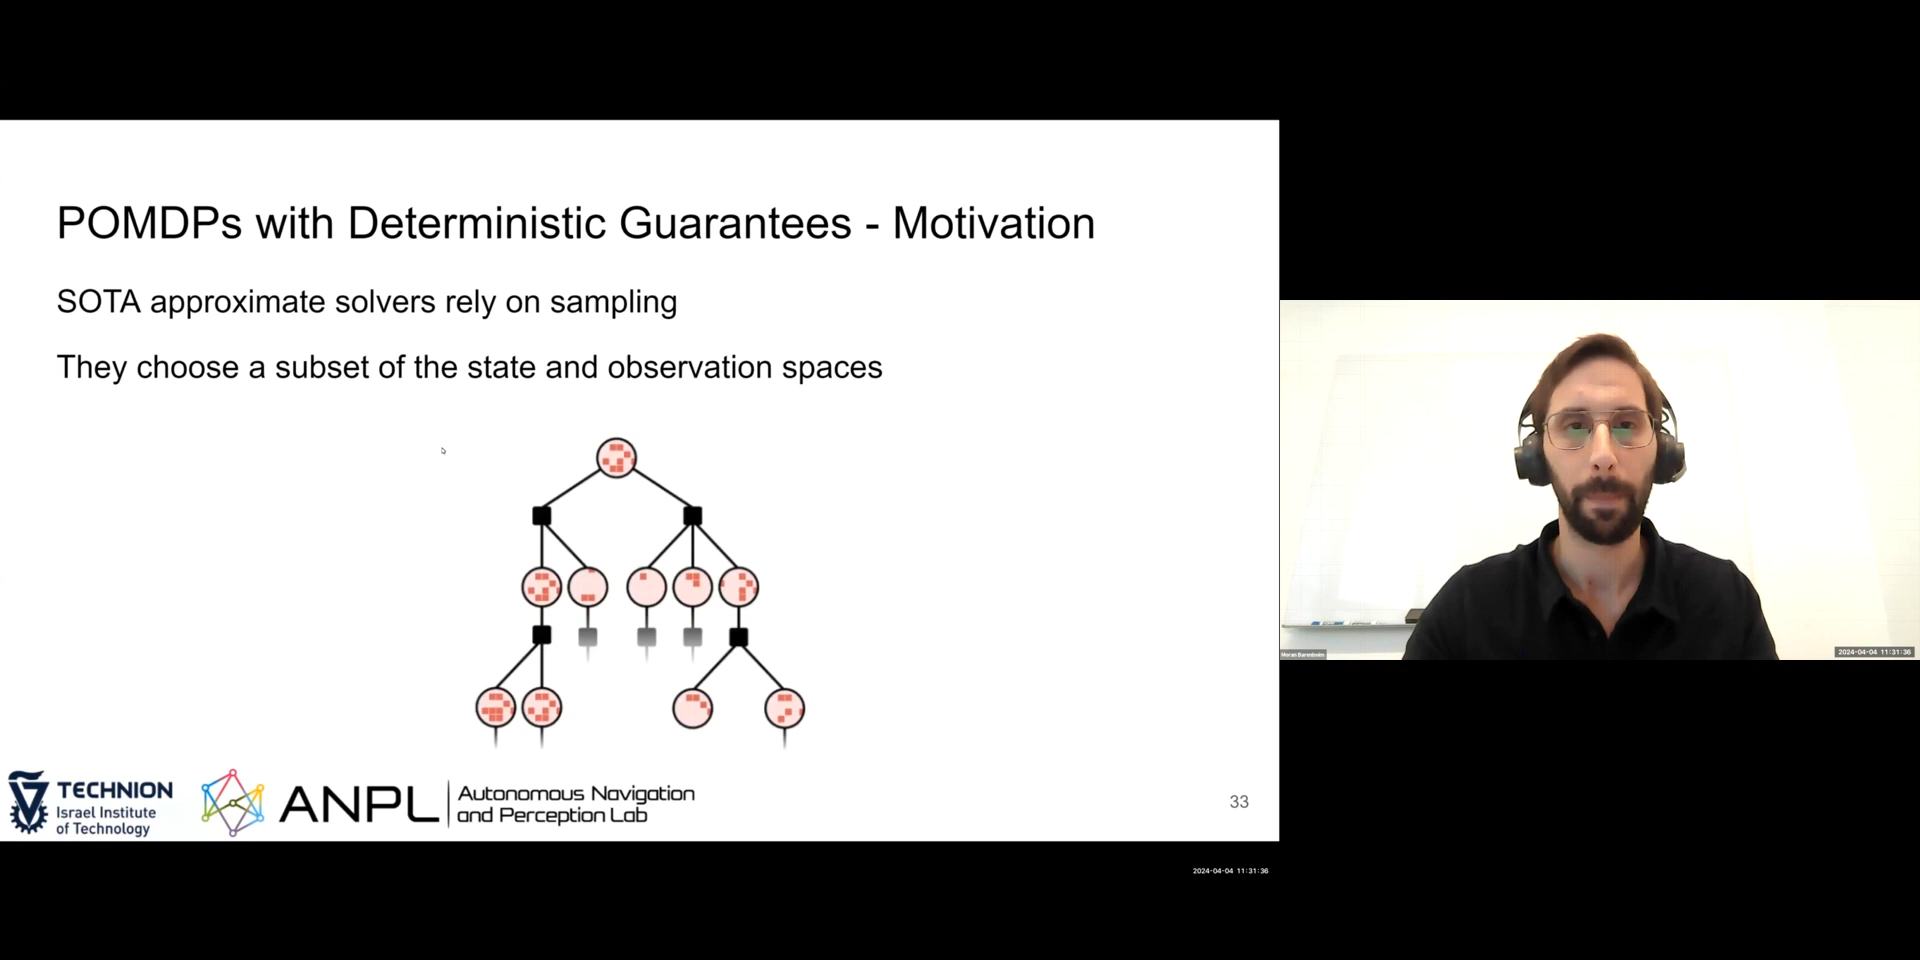 POMDPs with Deterministic Guarantees - Motivation
SOTA approximate solvers rely on sampling
They choose a subset of the state and observation spaces
TECHNION
Israel Institute
of Technology
ANPL
Autonomous Navigation
and Perception Lab
33
Moran Barenboim
2024-04-04 11:31:36
2024-04-04 11:31:36